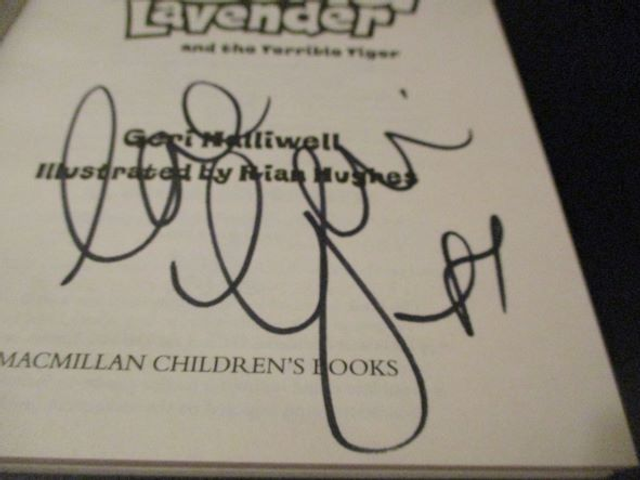 Lavender
and the Terrible Tiger
Geri Halliwell
Illustrated by Rian Hughes
MACMILLAN CHILDREN'S BOOKS